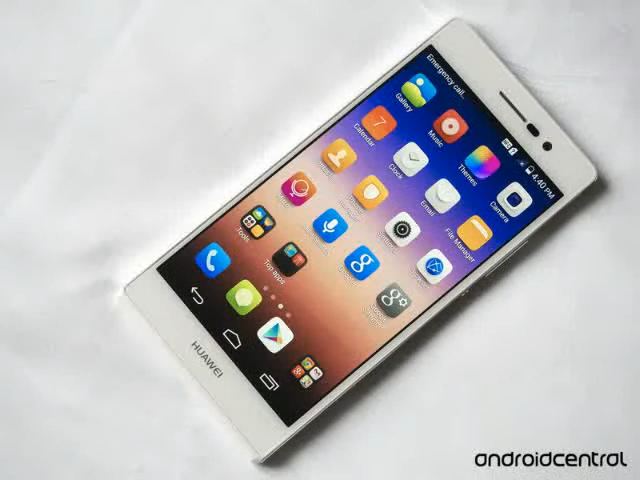 Emergency call..
4:40 PM
Gallery
Music
Themes
Camera
7
Calendar
Clock
Email
File Manager
Tools
Top apps
HUAWEI
androidcentral